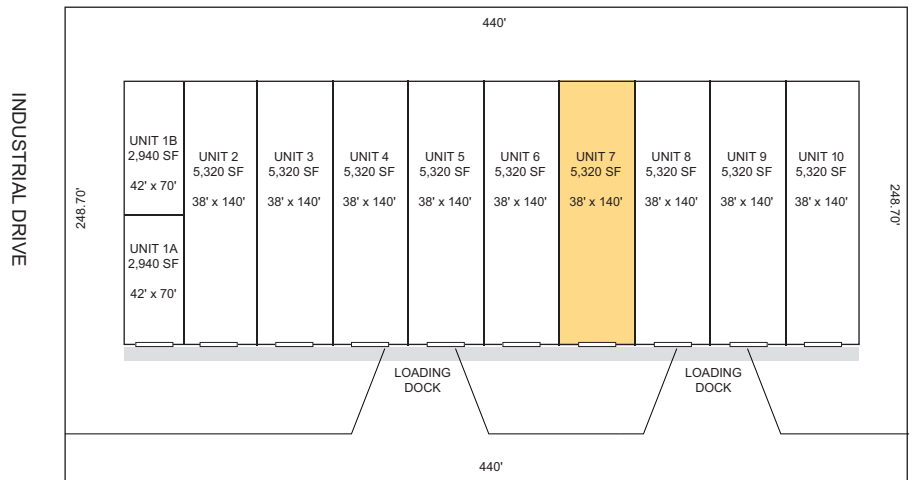 440'
INDUSTRIAL DRIVE
248.70'
UNIT 1B
2,940 SF
42' x 70'
UNIT 1A
2,940 SF
42' x 70'
UNIT 2
5,320 SF
38' x 140'
UNIT 3
5,320 SF
38' x 140'
UNIT 4
5,320 SF
38' x 140'
UNIT 5
5,320 SF
38' x 140'
UNIT 6
5,320 SF
38' x 140'
UNIT 7
5,320 SF
38' x 140'
UNIT 8
5,320 SF
38' x 140'
UNIT 9
5,320 SF
38' x 140'
UNIT 10
5,320 SF
38' x 140'
248.70'
LOADING
DOCK
LOADING
DOCK
440'